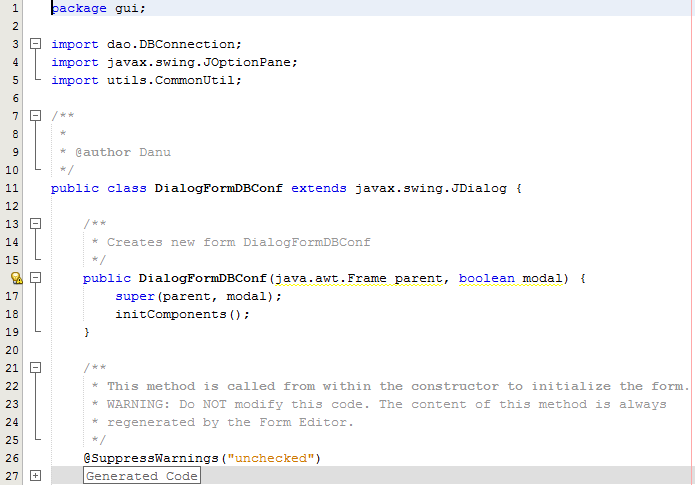 1 package gui;
2
3 import dao.DBConnection;
4 import javax.swing.JOptionPane;
5 import utils.CommonUtil;
6
7 /**
8 *
9 * @author Danu
10 */
11 public class DialogFormDBConf extends javax.swing.JDialog {
12
13 /**
14 * Creates new form DialogFormDBConf
15 */
public DialogFormDBConf(java.awt.Frame parent, boolean modal) {
17 super(parent, modal);
18 initComponents();
19 }
20
21 /**
22 * This method is called from within the constructor to initialize the form.
23 * WARNING: Do NOT modify this code. The content of this method is always
24 * regenerated by the Form Editor.
25 */
26 @SuppressWarnings("unchecked")
27 Generated Code